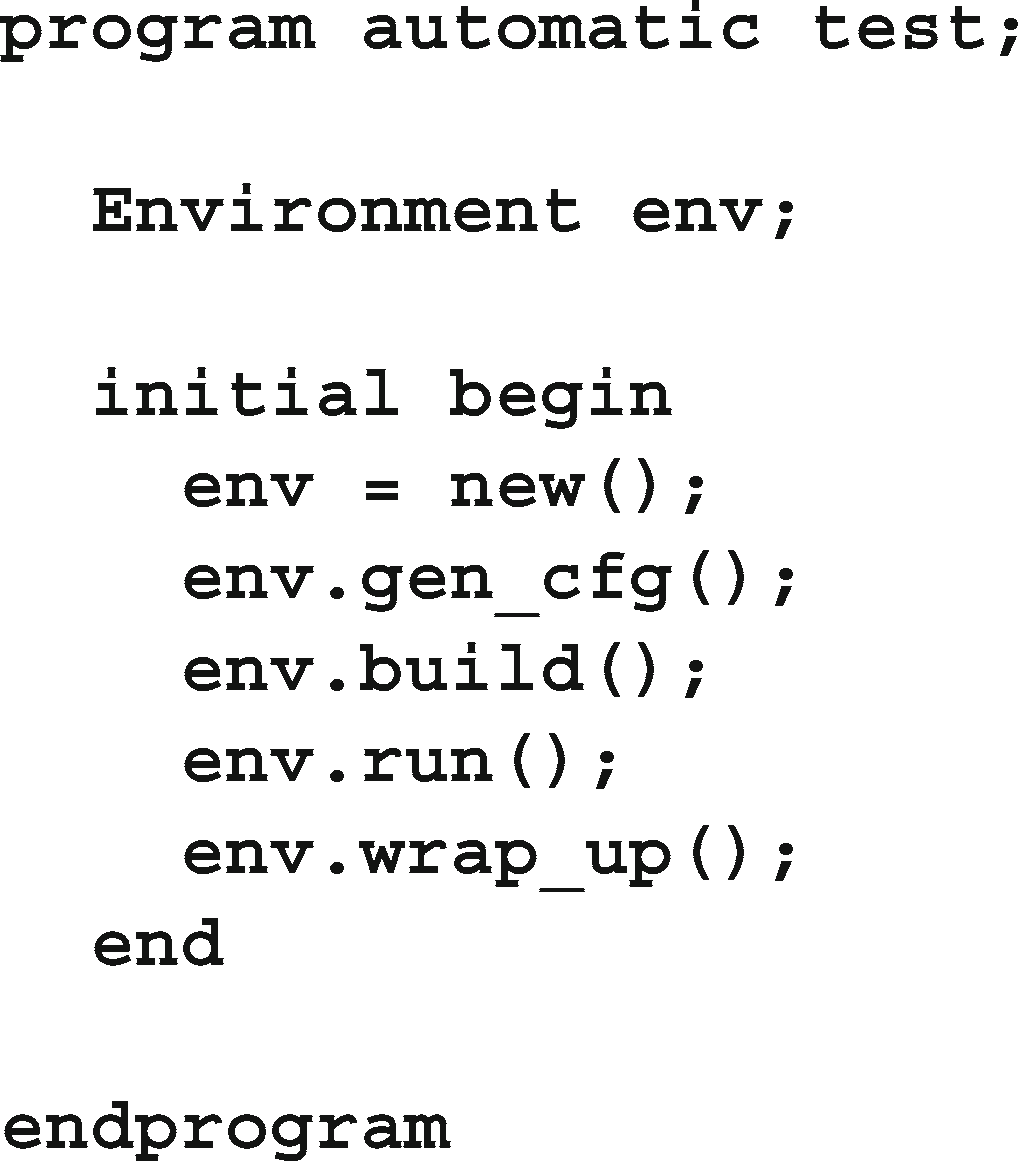 program automatic test;
  Environment env;
  initial begin
    env = new();
    env.gen_cfg();
    env.build();
    env.run();
    env.wrap_up();
  end
endprogram